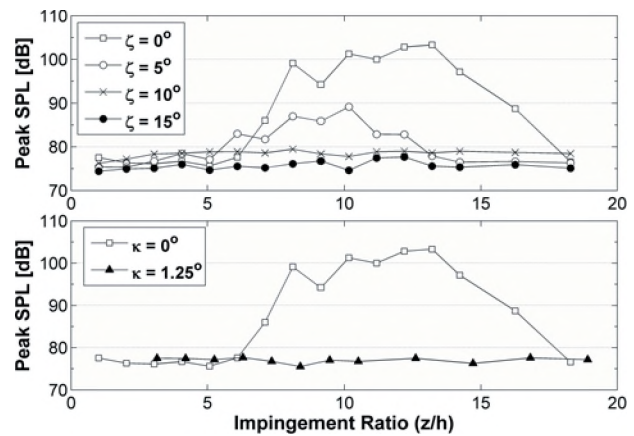 110
100
90
80
70
Peak SPL [dB]
ζ = 0°
ζ = 5°
ζ = 10°
ζ = 15°
0 5 10 15 20
110
100
90
80
70
Peak SPL [dB]
κ = 0°
κ = 1.25°
0 5 10 15 20
Impingement Ratio (z/h)